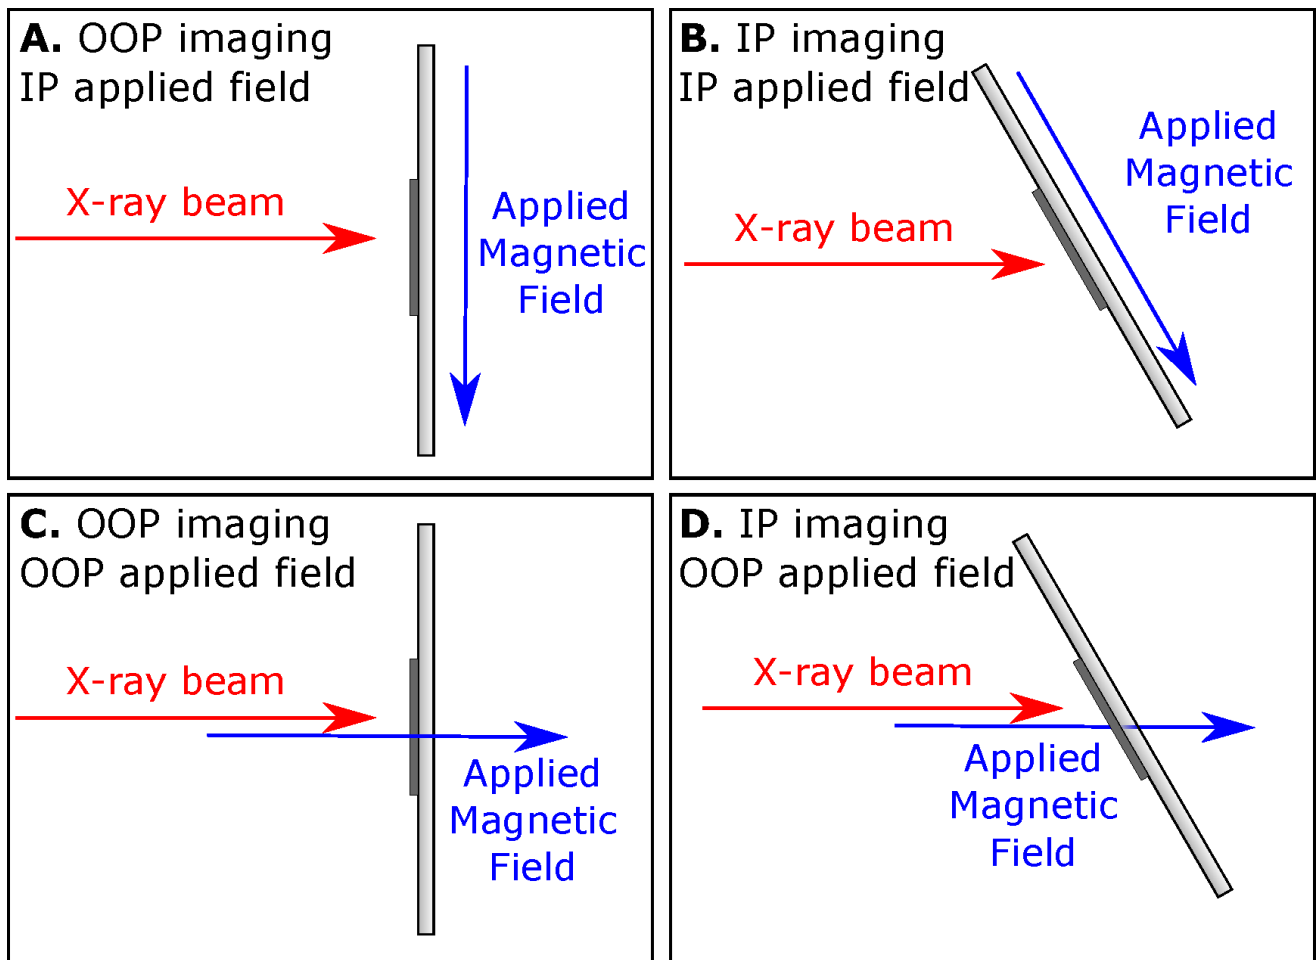 A. OOP imaging
IP applied field
X-ray beam
Applied
Magnetic
Field
B. IP imaging
IP applied field
X-ray beam
Applied
Magnetic
Field
C. OOP imaging
OOP applied field
X-ray beam
Applied
Magnetic
Field
D. IP imaging
OOP applied field
X-ray beam
Applied
Magnetic
Field